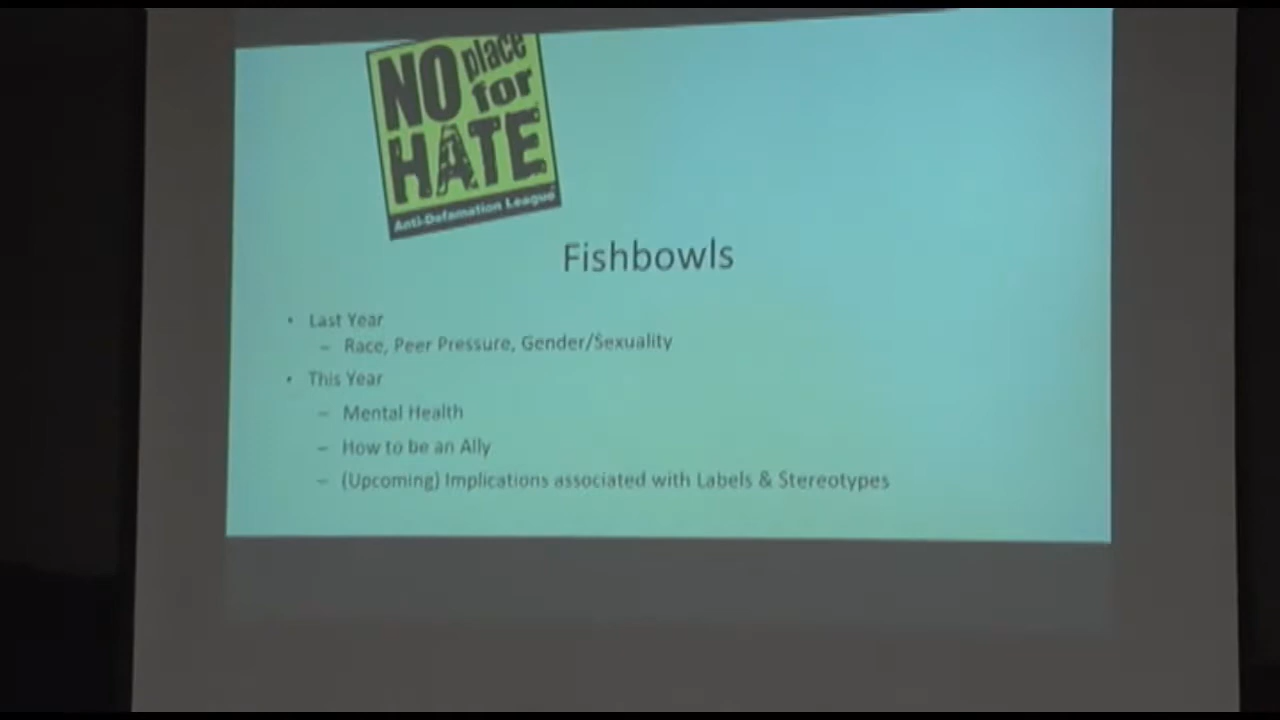 NO place
for
HATE
Anti-Defamation League
Fishbowls
• Last Year
– Race, Peer Pressure, Gender/Sexuality
• This Year
– Mental Health
– How to be an Ally
– (Upcoming) Implications associated with Labels & Stereotypes